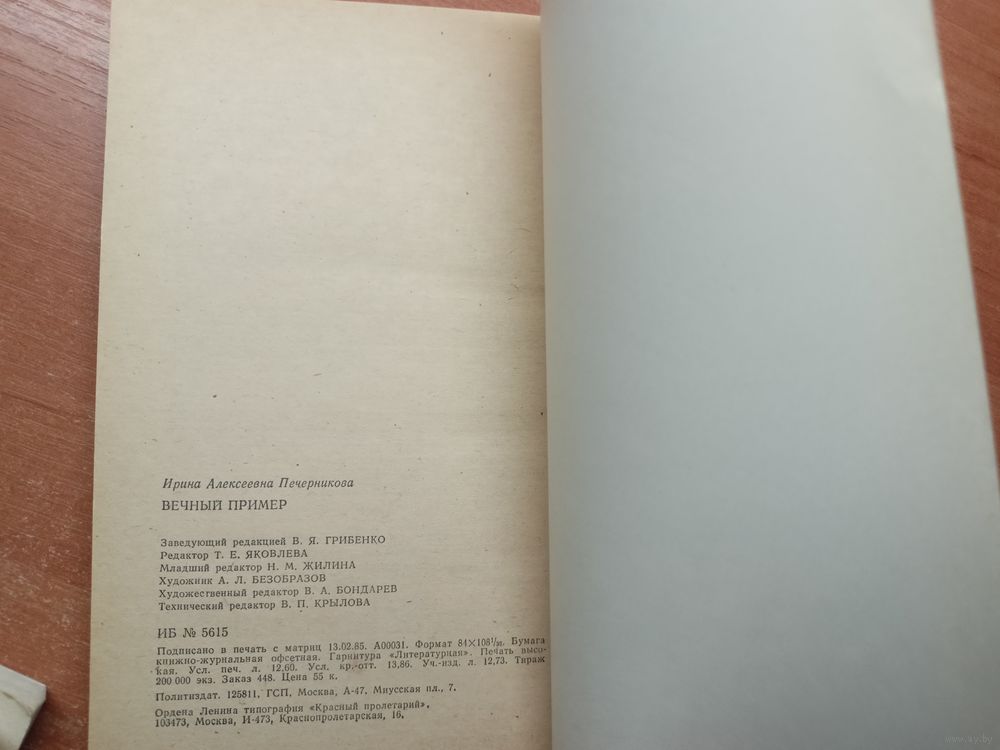 Ирина Алексеевна Печерникова
ВЕЧНЫЙ ПРИМЕР
Заведующий редакцией В. Я. ГРИБЕНКО
Редактор Т. Е. ЯКОВЛЕВА
Младший редактор Н. М. ЖИЛИНА
Художник А. Л. БЕЗОБРАЗОВ
Художественный редактор В. А. БОНДАРЕВ
Технический редактор В. П. КРЫЛОВА
ИБ № 5615
Подписано в печать с матриц 13.02.85. А00031. Формат 84×108¹/₃₂. Бумага
книжно-журнальная офсетная. Гарнитура «Литературная». Печать высо-
кая. Усл. печ. л. 12,60. Усл. кр.-отт. 13,86. Уч.-изд. л. 12,73. Тираж
200 000 экз. Заказ 448. Цена 55 к.
Политиздат. 125811, ГСП, Москва, А-47, Миусская пл., 7.
Ордена Ленина типография «Красный пролетарий».
103473, Москва, И-473, Краснопролетарская, 16.
www.ay.by